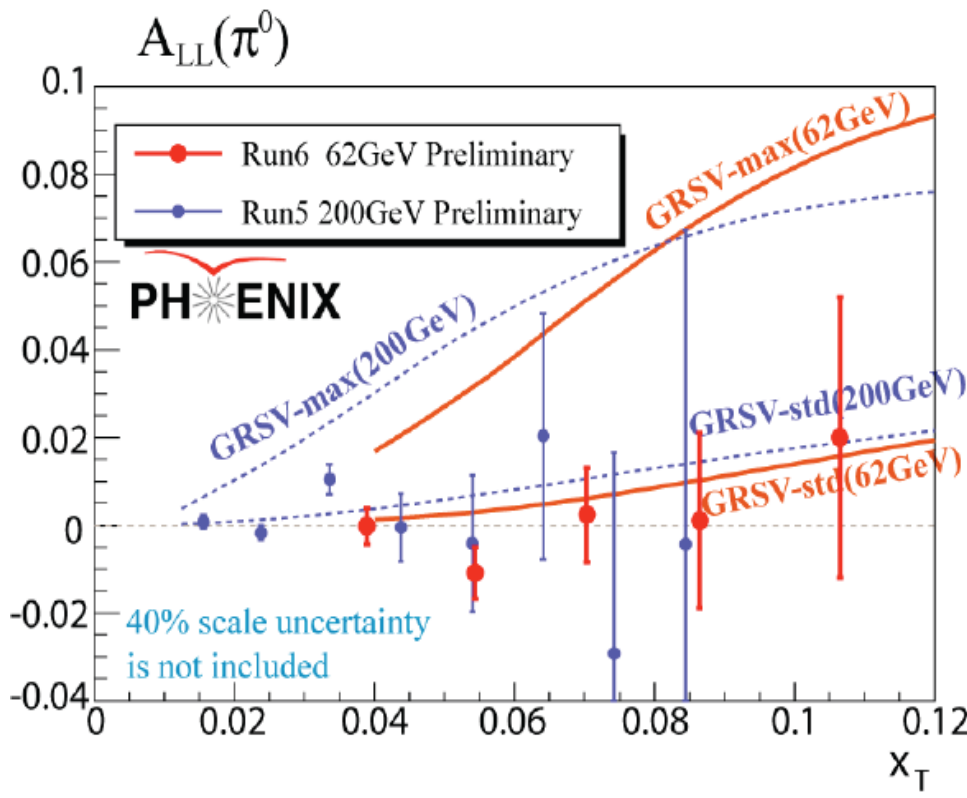 A_LL(π^0)
0.1
0.08
0.06
0.04
0.02
0
-0.02
-0.04
Run6 62GeV Preliminary
Run5 200GeV Preliminary
PHENIX
GRSV-max(62GeV)
GRSV-max(200GeV)
GRSV-std(200GeV)
GRSV-std(62GeV)
40% scale uncertainty
is not included
0 0.02 0.04 0.06 0.08 0.1 0.12
x_T